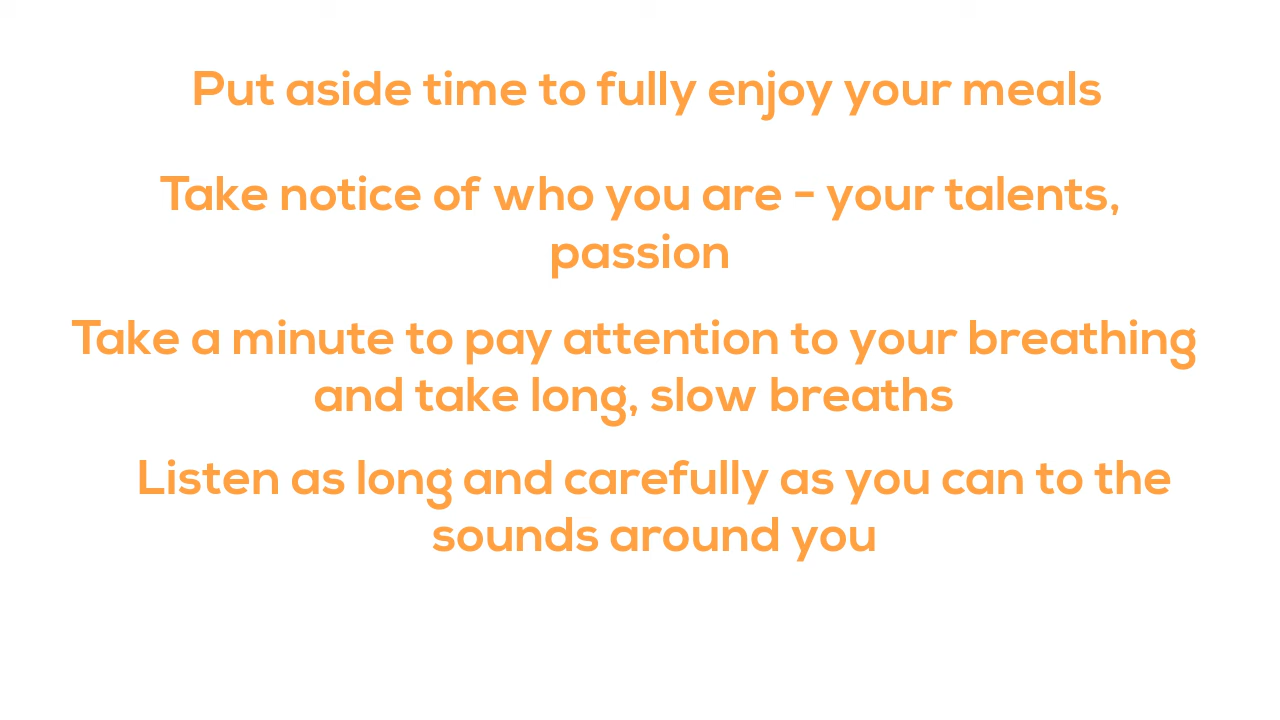 Put aside time to fully enjoy your meals
Take notice of who you are - your talents,
passion
Take a minute to pay attention to your breathing
and take long, slow breaths
Listen as long and carefully as you can to the
sounds around you